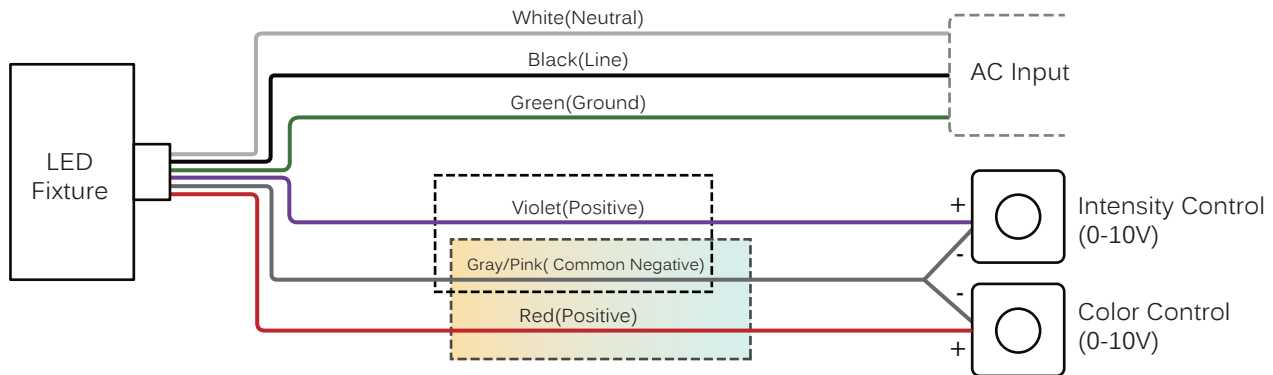 White(Neutral)
Black(Line)
Green(Ground)
AC Input
LED
Fixture
Violet(Positive)
Gray/Pink( Common Negative)
Red(Positive)
+
-
Intensity Control
(0-10V)
-
+
Color Control
(0-10V)